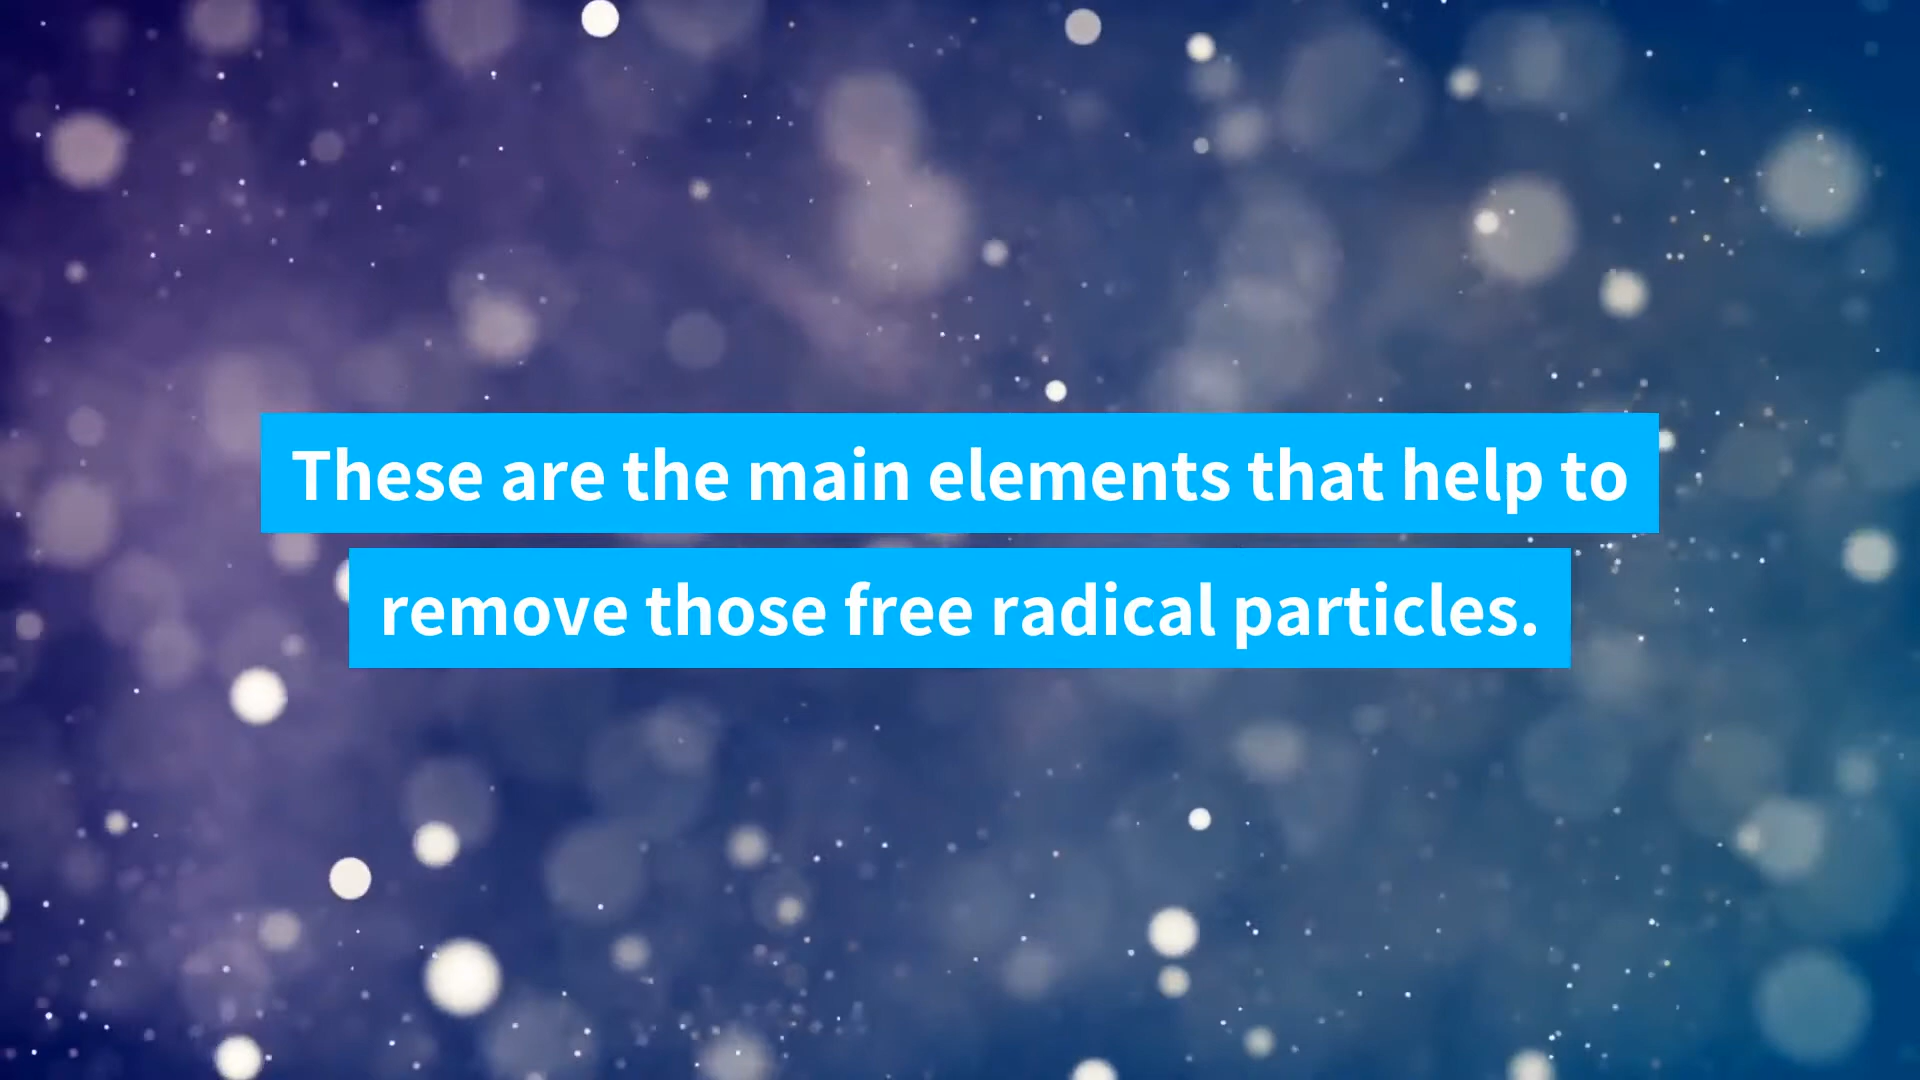 These are the main elements that help to
remove those free radical particles.